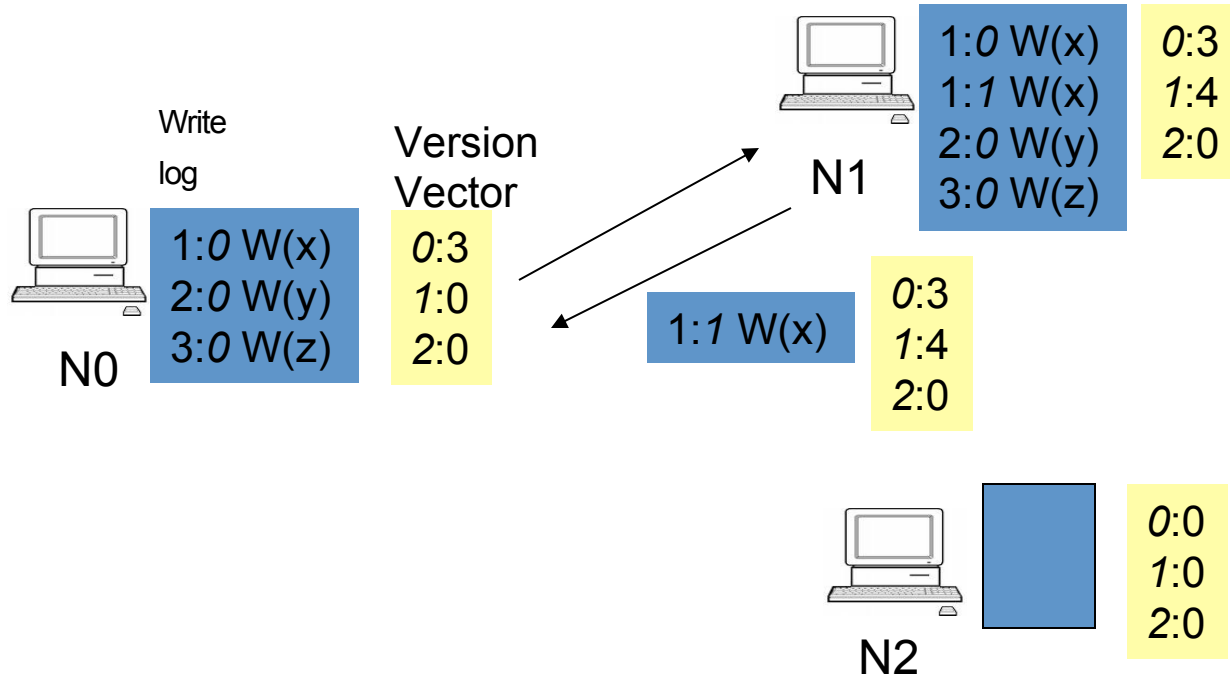 Write
log
Version
Vector
N0
1:0 W(x)
2:0 W(y)
3:0 W(z)
0:3
1:0
2:0
N1
1:0 W(x)
1:1 W(x)
2:0 W(y)
3:0 W(z)
0:3
1:4
2:0
1:1 W(x)
0:3
1:4
2:0
N2
0:0
1:0
2:0